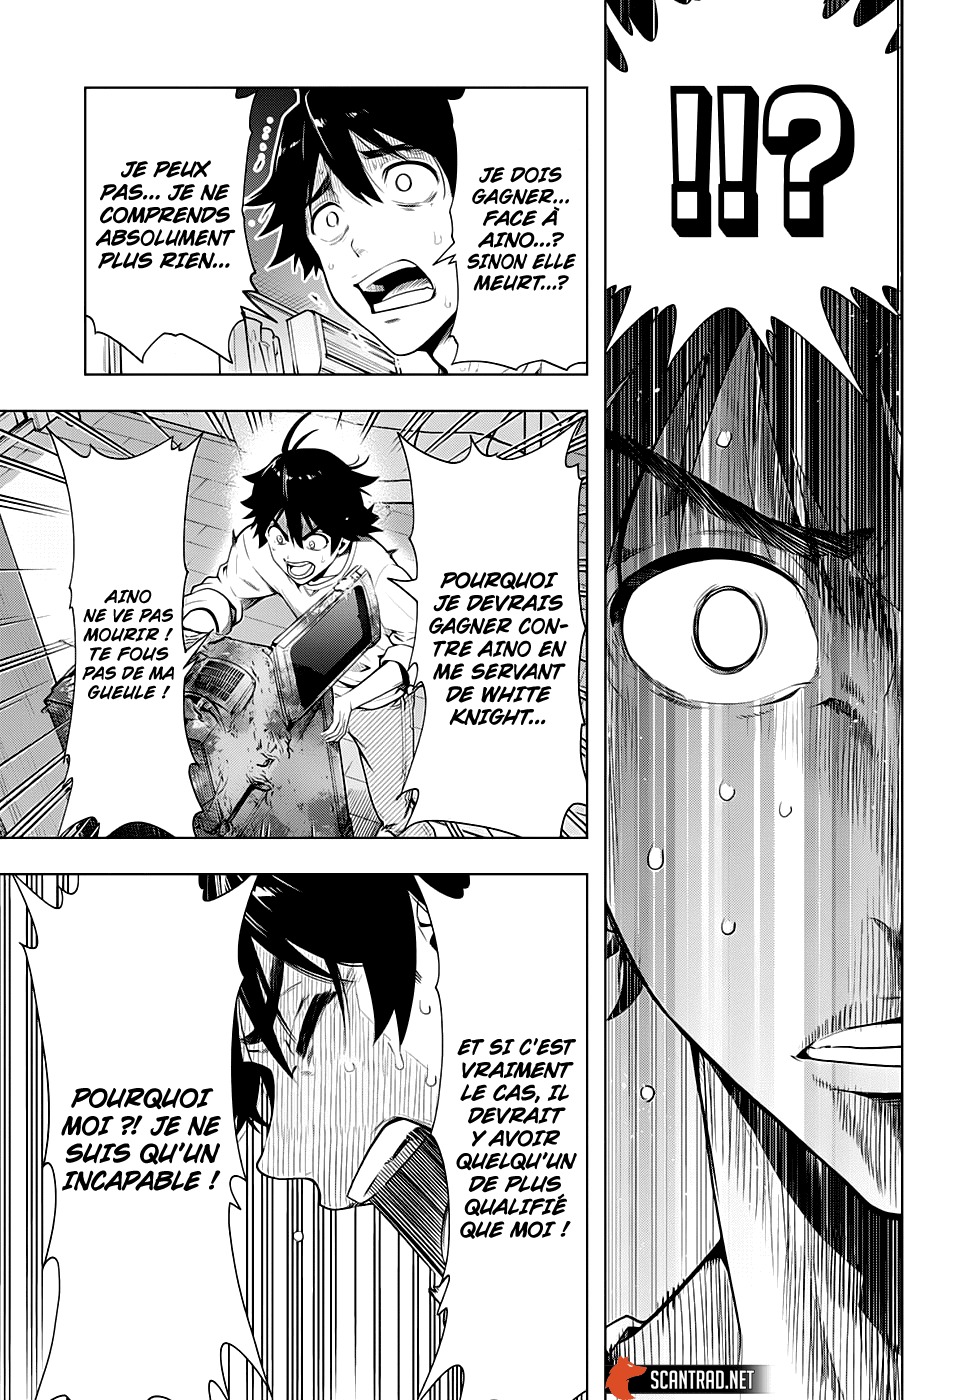 !!?
JE DOIS
GAGNER...
FACE À
AINO...?
SINON ELLE
MEURT...?
JE PEUX
PAS... JE NE
COMPRENDS
ABSOLUMENT
PLUS RIEN...
POURQUOI
JE DEVRAIS
GAGNER CON-
TRE AINO EN
ME SERVANT
DE WHITE
KNIGHT...
AINO
NE VE PAS
MOURIR !
TE FOUS
PAS DE MA
GUEULE !
ET SI C'EST
VRAIMENT
LE CAS, IL
DEVRAIT
Y AVOIR
QUELQU'UN
DE PLUS
QUALIFIÉ
QUE MOI !
POURQUOI
MOI ?! JE NE
SUIS QU'UN
INCAPABLE !
SCANTRAD.NET